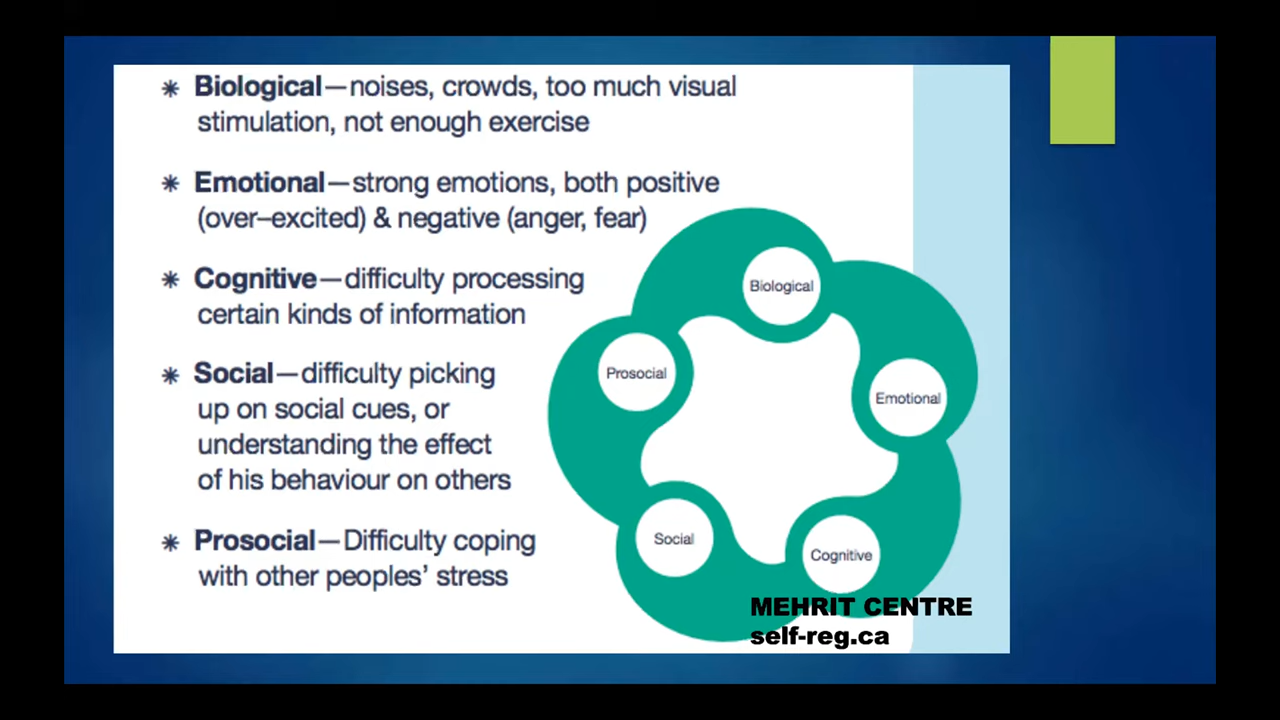 ✳ Biological—noises, crowds, too much visual
stimulation, not enough exercise
✳ Emotional—strong emotions, both positive
(over–excited) & negative (anger, fear)
✳ Cognitive—difficulty processing
certain kinds of information
✳ Social—difficulty picking
up on social cues, or
understanding the effect
of his behaviour on others
✳ Prosocial—Difficulty coping
with other peoples’ stress
Biological
Emotional
Cognitive
Social
Prosocial
MEHRIT CENTRE
self-reg.ca